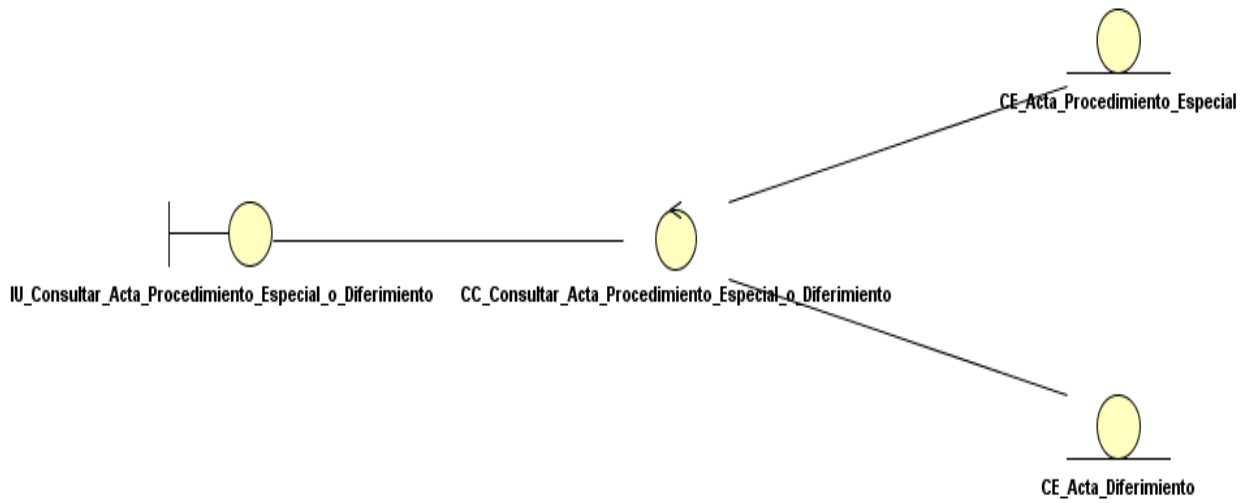 CE_Acta_Procedimiento_Especial
IU_Consultar_Acta_Procedimiento_Especial_o_Diferimiento
CC_Consultar_Acta_Procedimiento_Especial_o_Diferimiento
CE_Acta_Diferimiento